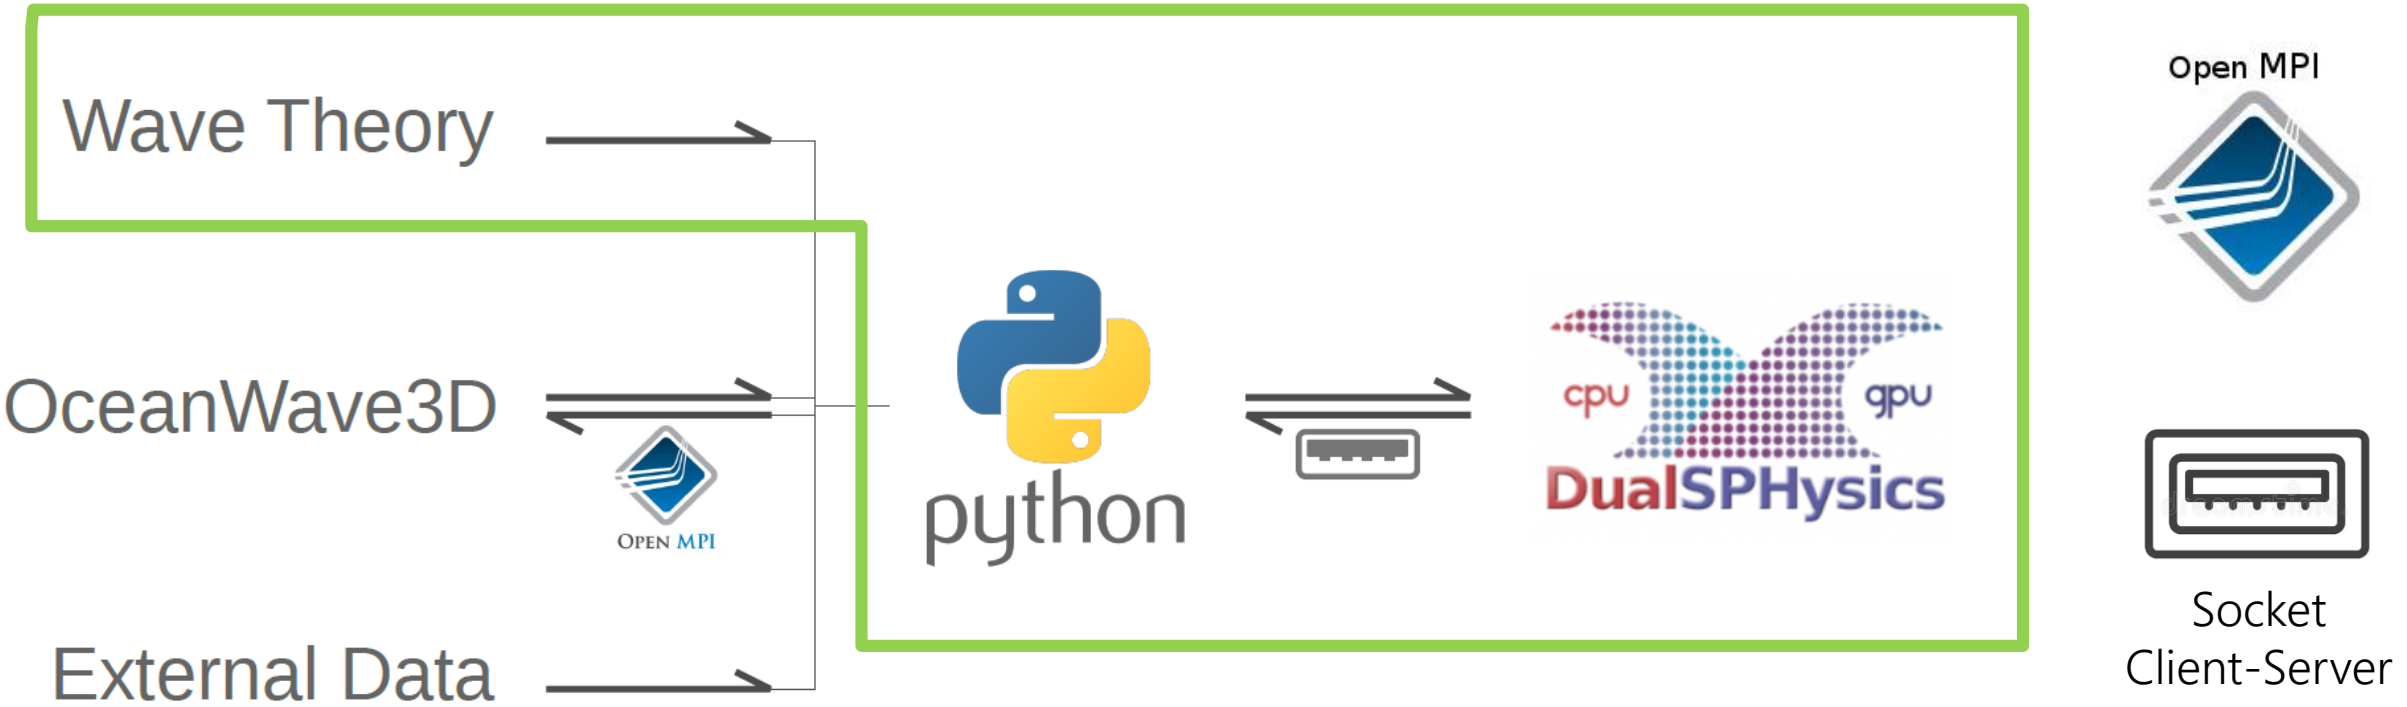 Wave Theory
OceanWave3D
OPEN MPI
External Data
python
cpu
gpu
DualSPHysics
Open MPI
Socket
Client-Server